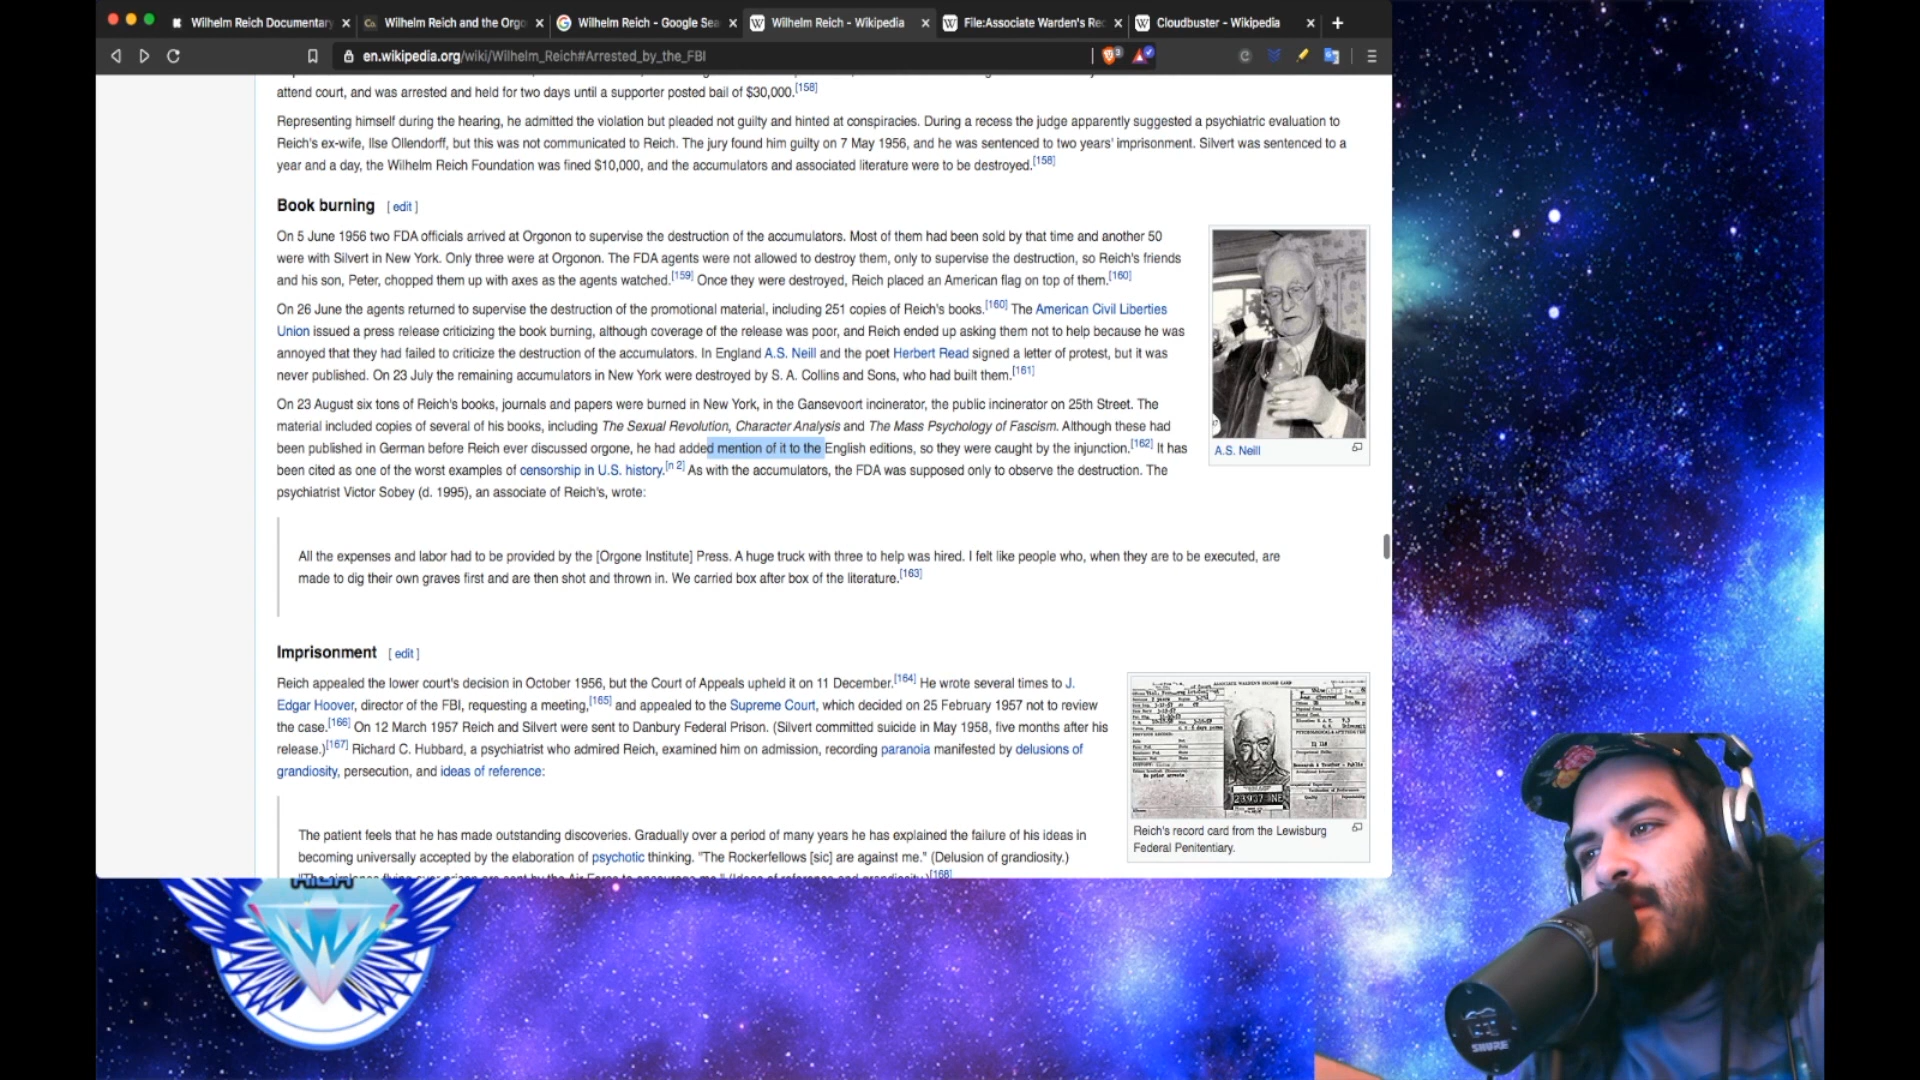 Wilhelm Reich Documentary
Wilhelm Reich and the Orgo
Wilhelm Reich - Google Sea
Wilhelm Reich - Wikipedia
File:Associate Warden's Rec
Cloudbuster - Wikipedia
en.wikipedia.org/wiki/Wilhelm_Reich#Arrested_by_the_FBI
attend court, and was arrested and held for two days until a supporter posted bail of $30,000.[158]
Representing himself during the hearing, he admitted the violation but pleaded not guilty and hinted at conspiracies. During a recess the judge apparently suggested a psychiatric evaluation to
Reich's ex-wife, Ilse Ollendorff, but this was not communicated to Reich. The jury found him guilty on 7 May 1956, and he was sentenced to two years' imprisonment. Silvert was sentenced to a
year and a day, the Wilhelm Reich Foundation was fined $10,000, and the accumulators and associated literature were to be destroyed.[158]
Book burning [ edit ]
On 5 June 1956 two FDA officials arrived at Orgonon to supervise the destruction of the accumulators. Most of them had been sold by that time and another 50
were with Silvert in New York. Only three were at Orgonon. The FDA agents were not allowed to destroy them, only to supervise the destruction, so Reich's friends
and his son, Peter, chopped them up with axes as the agents watched.[159] Once they were destroyed, Reich placed an American flag on top of them.[160]
On 26 June the agents returned to supervise the destruction of the promotional material, including 251 copies of Reich's books.[160] The American Civil Liberties
Union issued a press release criticizing the book burning, although coverage of the release was poor, and Reich ended up asking them not to help because he was
annoyed that they had failed to criticize the destruction of the accumulators. In England A.S. Neill and the poet Herbert Read signed a letter of protest, but it was
never published. On 23 July the remaining accumulators in New York were destroyed by S. A. Collins and Sons, who had built them.[161]
On 23 August six tons of Reich's books, journals and papers were burned in New York, in the Gansevoort incinerator, the public incinerator on 25th Street. The
material included copies of several of his books, including The Sexual Revolution, Character Analysis and The Mass Psychology of Fascism. Although these had
been published in German before Reich ever discussed orgone, he had added mention of it to the English editions, so they were caught by the injunction.[162] It has
been cited as one of the worst examples of censorship in U.S. history.[n 2] As with the accumulators, the FDA was supposed only to observe the destruction. The
psychiatrist Victor Sobey (d. 1995), an associate of Reich's, wrote:
A.S. Neill
All the expenses and labor had to be provided by the [Orgone Institute] Press. A huge truck with three to help was hired. I felt like people who, when they are to be executed, are
made to dig their own graves first and are then shot and thrown in. We carried box after box of the literature.[163]
Imprisonment [ edit ]
Reich appealed the lower court's decision in October 1956, but the Court of Appeals upheld it on 11 December.[164] He wrote several times to J.
Edgar Hoover, director of the FBI, requesting a meeting,[165] and appealed to the Supreme Court, which decided on 25 February 1957 not to review
the case.[166] On 12 March 1957 Reich and Silvert were sent to Danbury Federal Prison. (Silvert committed suicide in May 1958, five months after his
release.)[167] Richard C. Hubbard, a psychiatrist who admired Reich, examined him on admission, recording paranoia manifested by delusions of
grandiosity, persecution, and ideas of reference:
Reich's record card from the Lewisburg
Federal Penitentiary.
The patient feels that he has made outstanding discoveries. Gradually over a period of many years he has explained the failure of his ideas in
becoming universally accepted by the elaboration of psychotic thinking. "The Rockerfellows [sic] are against me." (Delusion of grandiosity.)
"The airplanes flying over prison are sent by the Air Force to encourage me." (Ideas of reference and grandiosity.)[168]
SHURE